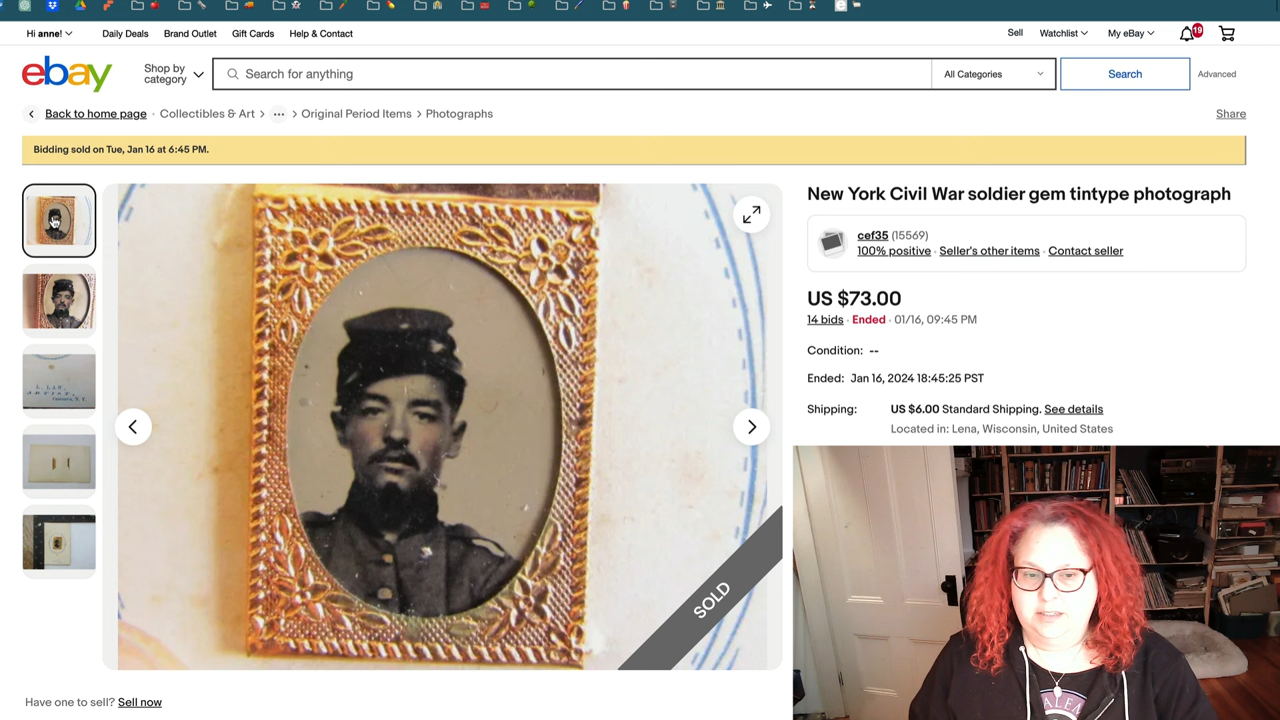 Hi anne!
Daily Deals
Brand Outlet
Gift Cards
Help & Contact
Sell
Watchlist
My eBay
19
ebay
Shop by
category
Search for anything
All Categories
Search
Advanced
Back to home page
Collectibles & Art
Original Period Items
Photographs
Share
Bidding sold on Tue, Jan 16 at 6:45 PM.
New York Civil War soldier gem tintype photograph
cef35 (15569)
100% positive · Seller's other items · Contact seller
US $73.00
14 bids · Ended · 01/16, 09:45 PM
Condition: --
Ended: Jan 16, 2024 18:45:25 PST
Shipping: US $6.00 Standard Shipping. See details
Located in: Lena, Wisconsin, United States
SOLD
ARTIST,
Have one to sell? Sell now
ALEM